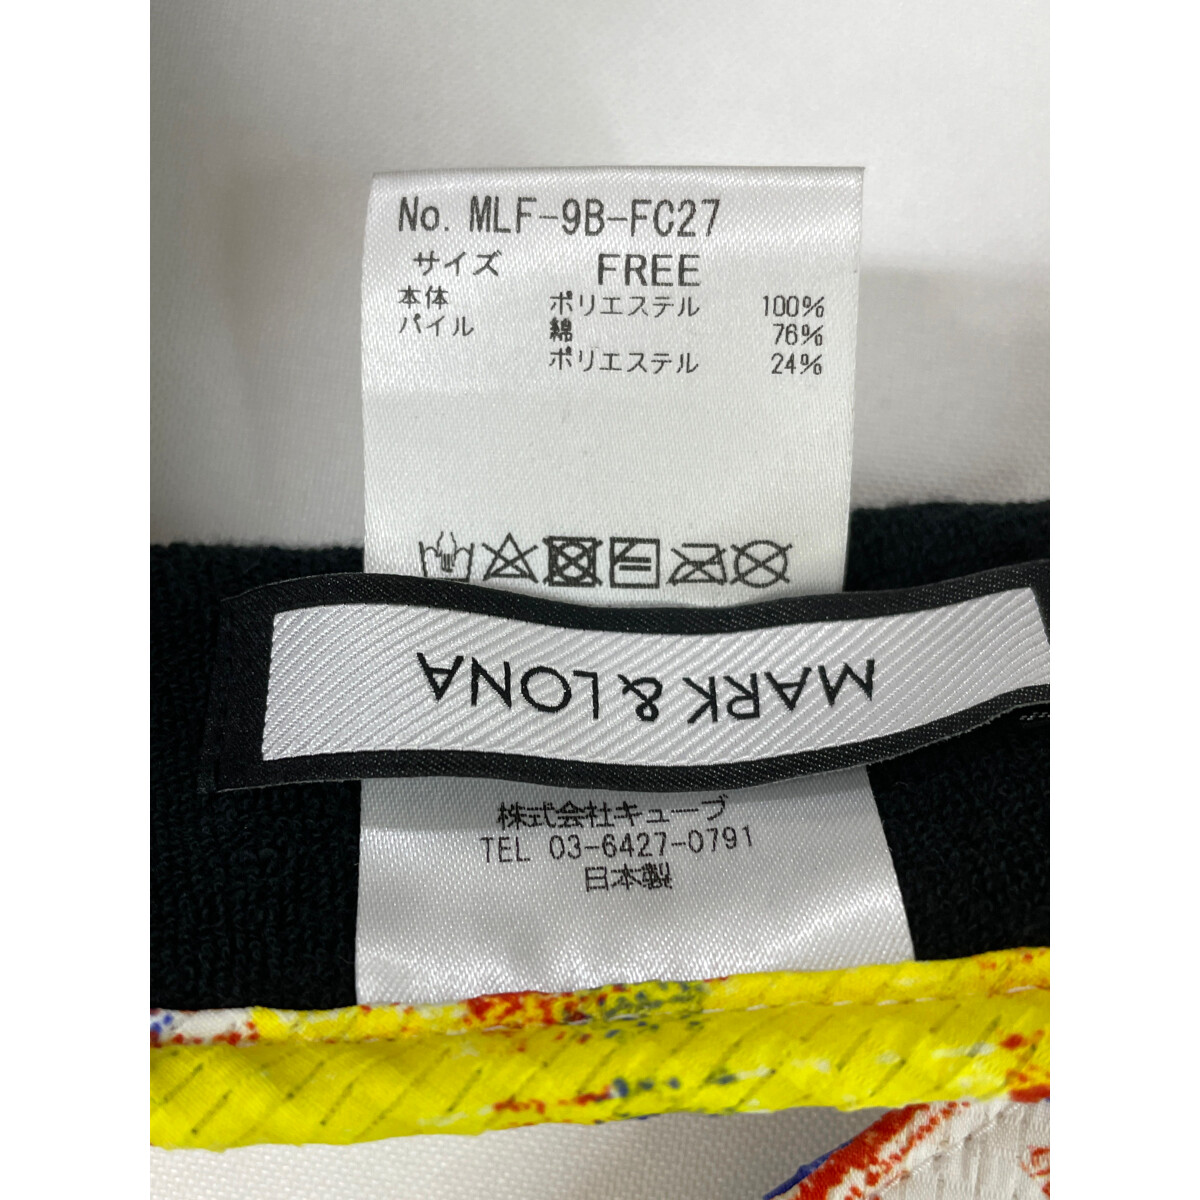 No. MLF-9B-FC27
サイズ FREE
本体 ポリエステル 100%
パイル 綿 76%
ポリエステル 24%
MARK & LONA
株式会社キューブ
TEL 03-6427-0791
日本製